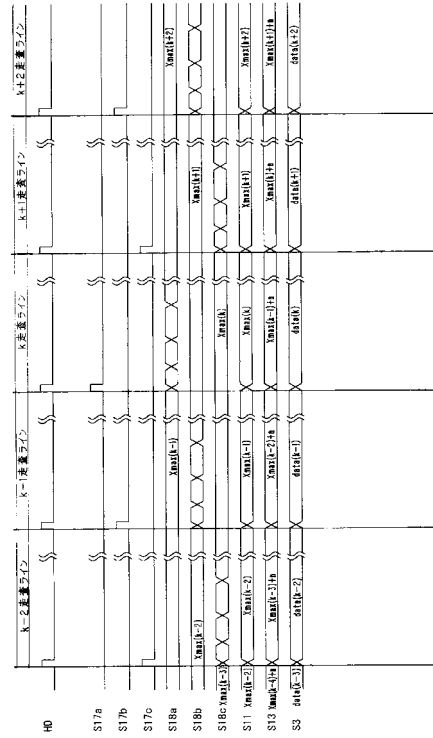 k-2走査ライン k-1走査ライン k走査ライン k+1走査ライン k+2走査ライン
HD
S17a
S17b
S17c
S18a Xmax(k-1) Xmax(k+2)
S18b Xmax(k-2) Xmax(k+1)
S18c Xmax(k-3) Xmax(k)
S11 Xmax(k-2) Xmax(k-2) Xmax(k-1) Xmax(k) Xmax(k+1) Xmax(k+2)
S13 Xmax(k-4)+m Xmax(k-3)+m Xmax(k-2)+m Xmax(k-1)+m Xmax(k)+m Xmax(k+1)+m
S3 data(k-3) data(k-2) data(k-1) data(k) data(k+1) data(k+2)